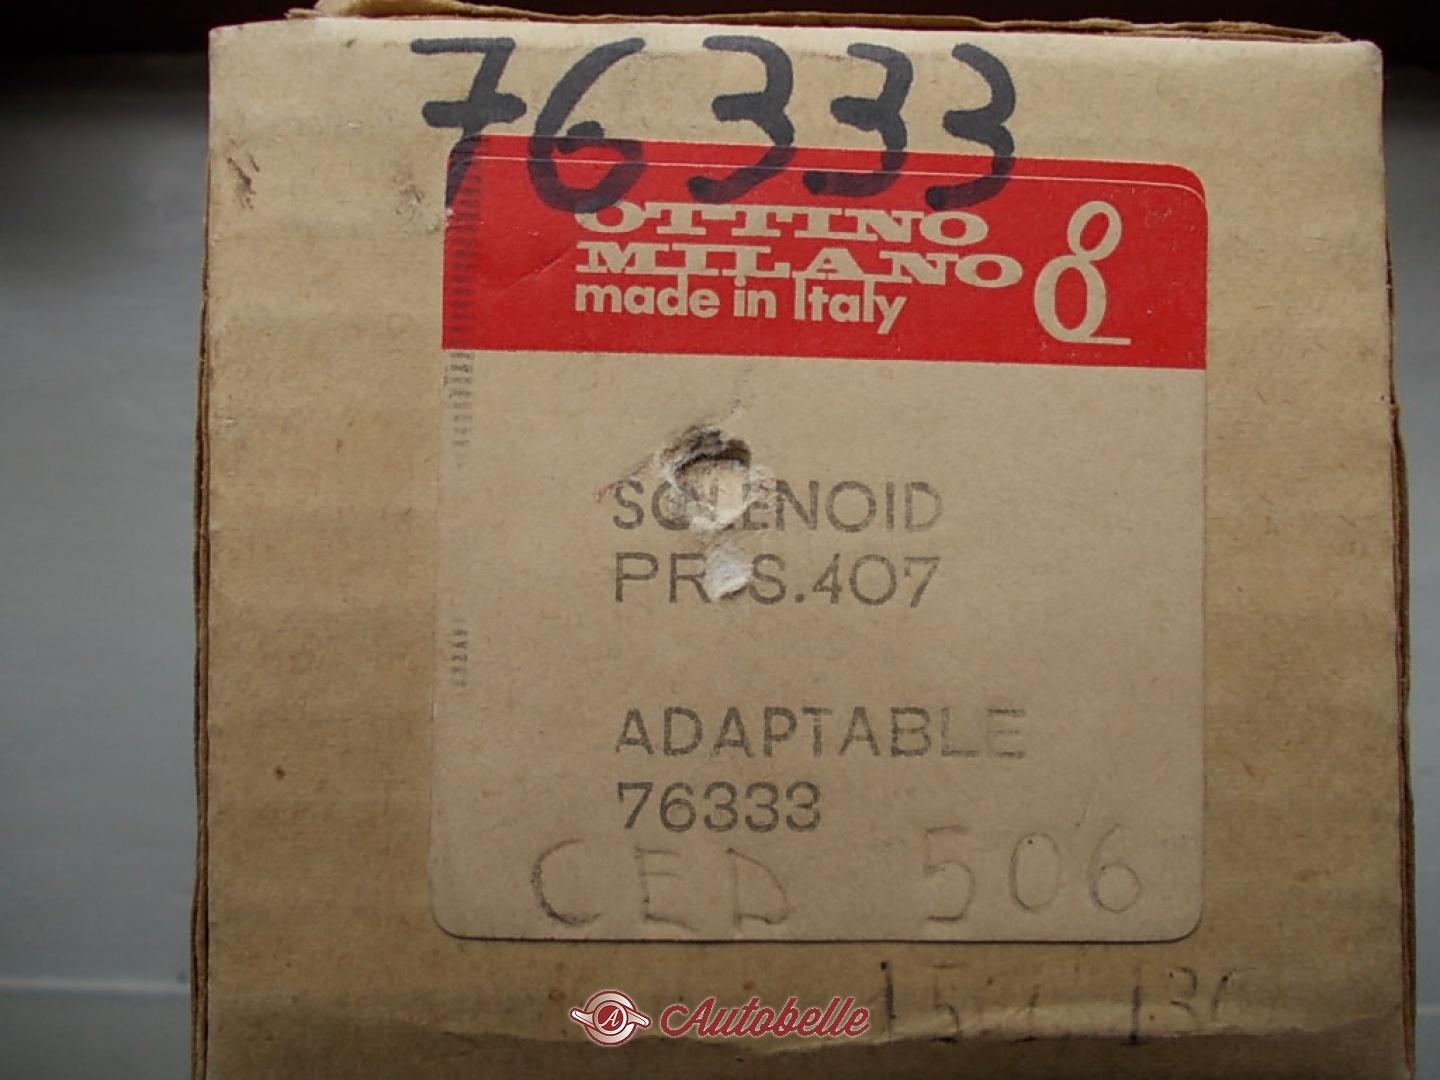 76333
OTTINO
MILANO
made in Italy
SOLENOID
PR.S.407
ADAPTABLE
76333
CED 506
Autobelle